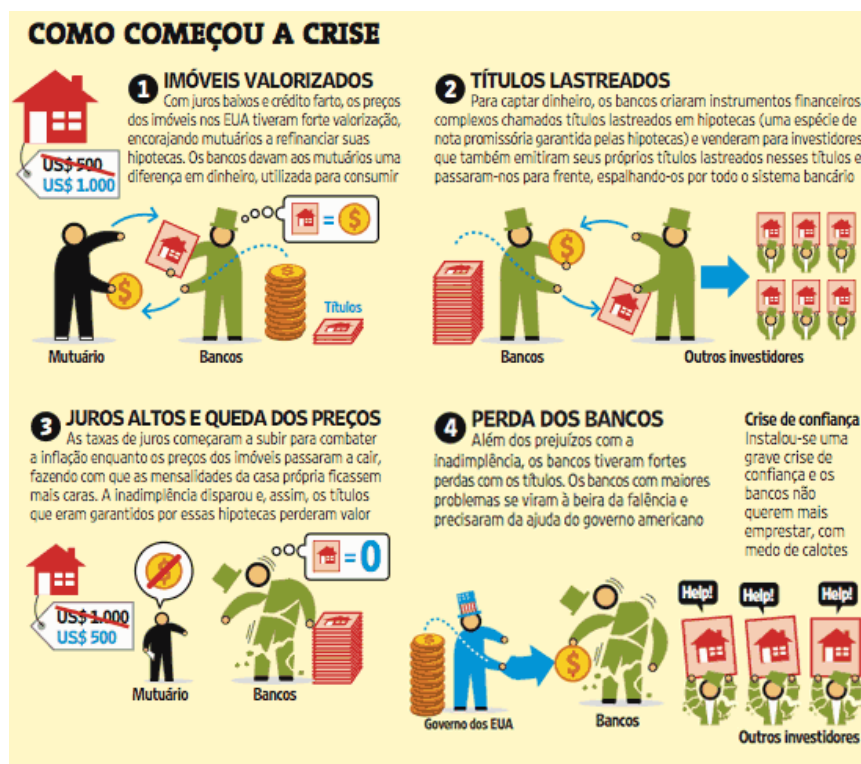 COMO COMEÇOU A CRISE
1 IMÓVEIS VALORIZADOS
Com juros baixos e crédito farto, os preços
dos imóveis nos EUA tiveram forte valorização,
encorajando mutuários a refinanciar suas
hipotecas. Os bancos davam aos mutuários uma
diferença em dinheiro, utilizada para consumir
US$ 500
US$ 1.000
$
=
$
$
$
Títulos
Mutuário
Bancos
2 TÍTULOS LASTREADOS
Para captar dinheiro, os bancos criaram instrumentos financeiros
complexos chamados títulos lastreados em hipotecas (uma espécie de
nota promissória garantida pelas hipotecas) e venderam para investidores
que também emitiram seus próprios títulos lastreados nesses títulos e
passaram-nos para frente, espalhando-os por todo o sistema bancário
$
Bancos
Outros investidores
3 JUROS ALTOS E QUEDA DOS PREÇOS
As taxas de juros começaram a subir para combater
a inflação enquanto os preços dos imóveis passaram a cair,
fazendo com que as mensalidades da casa própria ficassem
mais caras. A inadimplência disparou e, assim, os títulos
que eram garantidos por essas hipotecas perderam valor
US$ 1.000
US$ 500
$
= 0
Mutuário
Bancos
4 PERDA DOS BANCOS
Além dos prejuízos com a
inadimplência, os bancos tiveram fortes
perdas com os títulos. Os bancos com maiores
problemas se viram à beira da falência e
precisaram da ajuda do governo americano
Crise de confiança
Instalou-se uma
grave crise de
confiança e os
bancos não
querem mais
emprestar, com
medo de calotes
$
$
Help!
Help!
Help!
Governo dos EUA
Bancos
Outros investidores